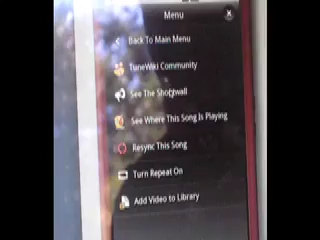 Menu
Back To Main Menu
TuneWiki Community
See The Shoutwall
See Where This Song Is Playing
Resync This Song
Turn Repeat On
Add Video to Library